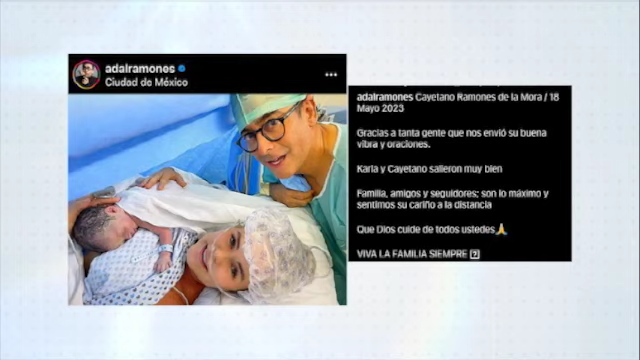 adalramones
Ciudad de México
adalramones Cayetano Ramones de la Mora / 18
Mayo 2023
Gracias a tanta gente que nos envió su buena
vibra y oraciones.
Karla y Cayetano salieron muy bien
Familia, amigos y seguidores; son lo máximo y
sentimos su cariño a la distancia
Que Dios cuide de todos ustedes🙏
VIVA LA FAMILIA SIEMPRE ?